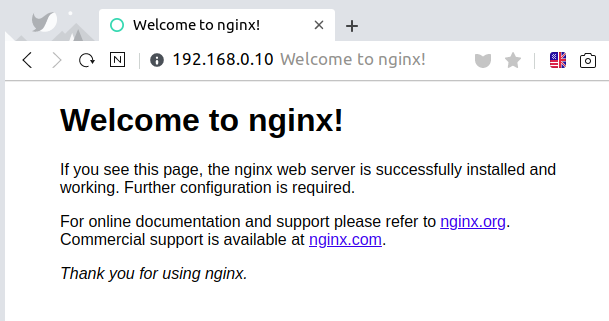 Welcome to nginx!
N
192.168.0.10 Welcome to nginx!
Welcome to nginx!
If you see this page, the nginx web server is successfully installed and
working. Further configuration is required.
For online documentation and support please refer to nginx.org.
Commercial support is available at nginx.com.
Thank you for using nginx.